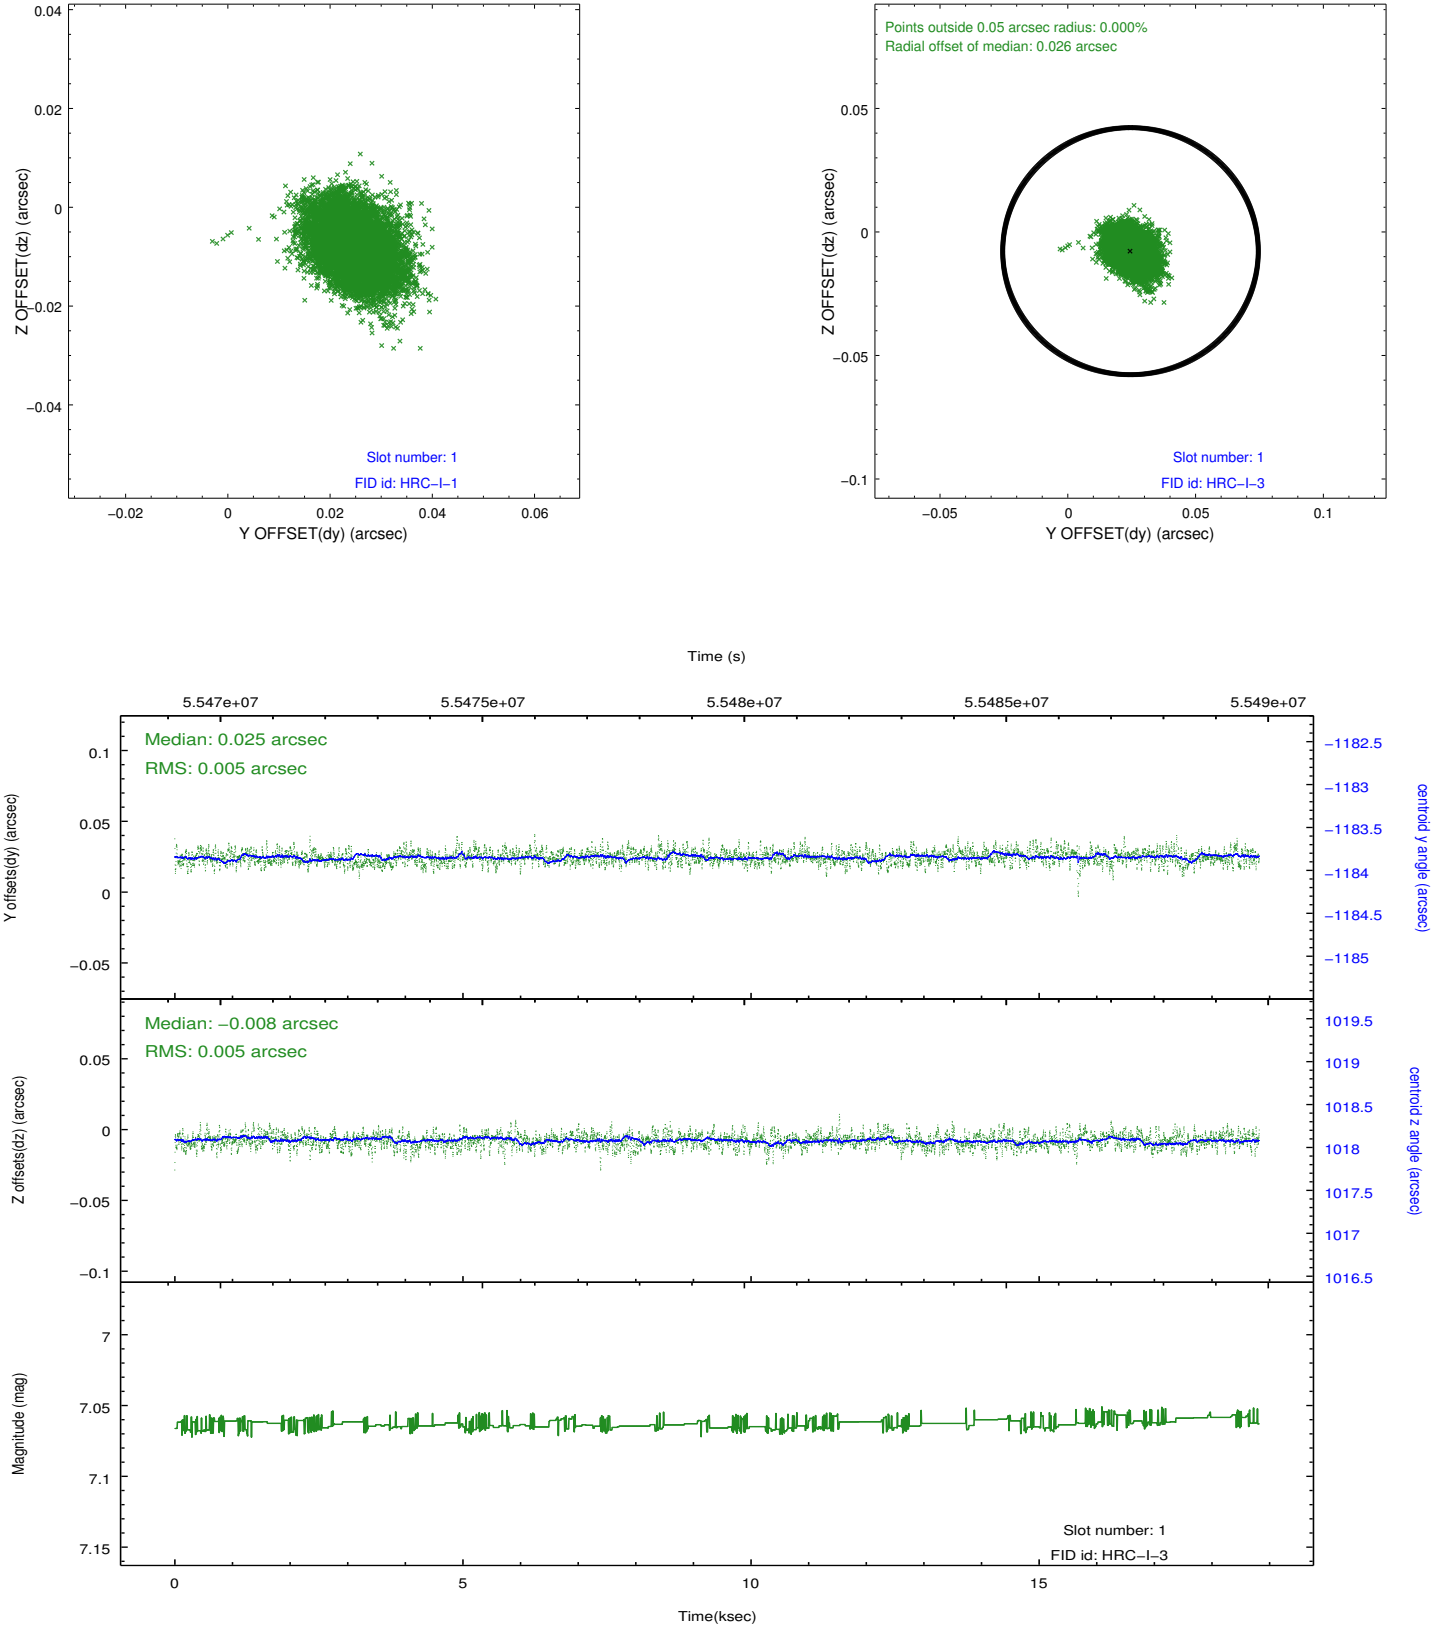 0.04
0.02
0
−0.02
−0.04
Z OFFSET(dz) (arcsec)
Slot number: 1
FID id: HRC−I−1
−0.02
0
0.02
0.04
0.06
Y OFFSET(dy) (arcsec)
Points outside 0.05 arcsec radius: 0.000%
Radial offset of median: 0.026 arcsec
0.05
0
−0.05
−0.1
Z OFFSET(dz) (arcsec)
Slot number: 1
FID id: HRC−I−3
−0.05
0
0.05
0.1
Y OFFSET(dy) (arcsec)
Time (s)
5.547e+07
5.5475e+07
5.548e+07
5.5485e+07
5.549e+07
Median: 0.025 arcsec
RMS: 0.005 arcsec
0.1
0.05
0
−0.05
Y offsets(dy) (arcsec)
−1182.5
−1183
−1183.5
−1184
−1184.5
−1185
centroid y angle (arcsec)
Median: −0.008 arcsec
RMS: 0.005 arcsec
0.05
0
−0.05
−0.1
Z offsets(dz) (arcsec)
1019.5
1019
1018.5
1018
1017.5
1017
1016.5
centroid z angle (arcsec)
7
7.05
7.1
7.15
Magnitude (mag)
Slot number: 1
FID id: HRC−I−3
0
5
10
15
Time(ksec)